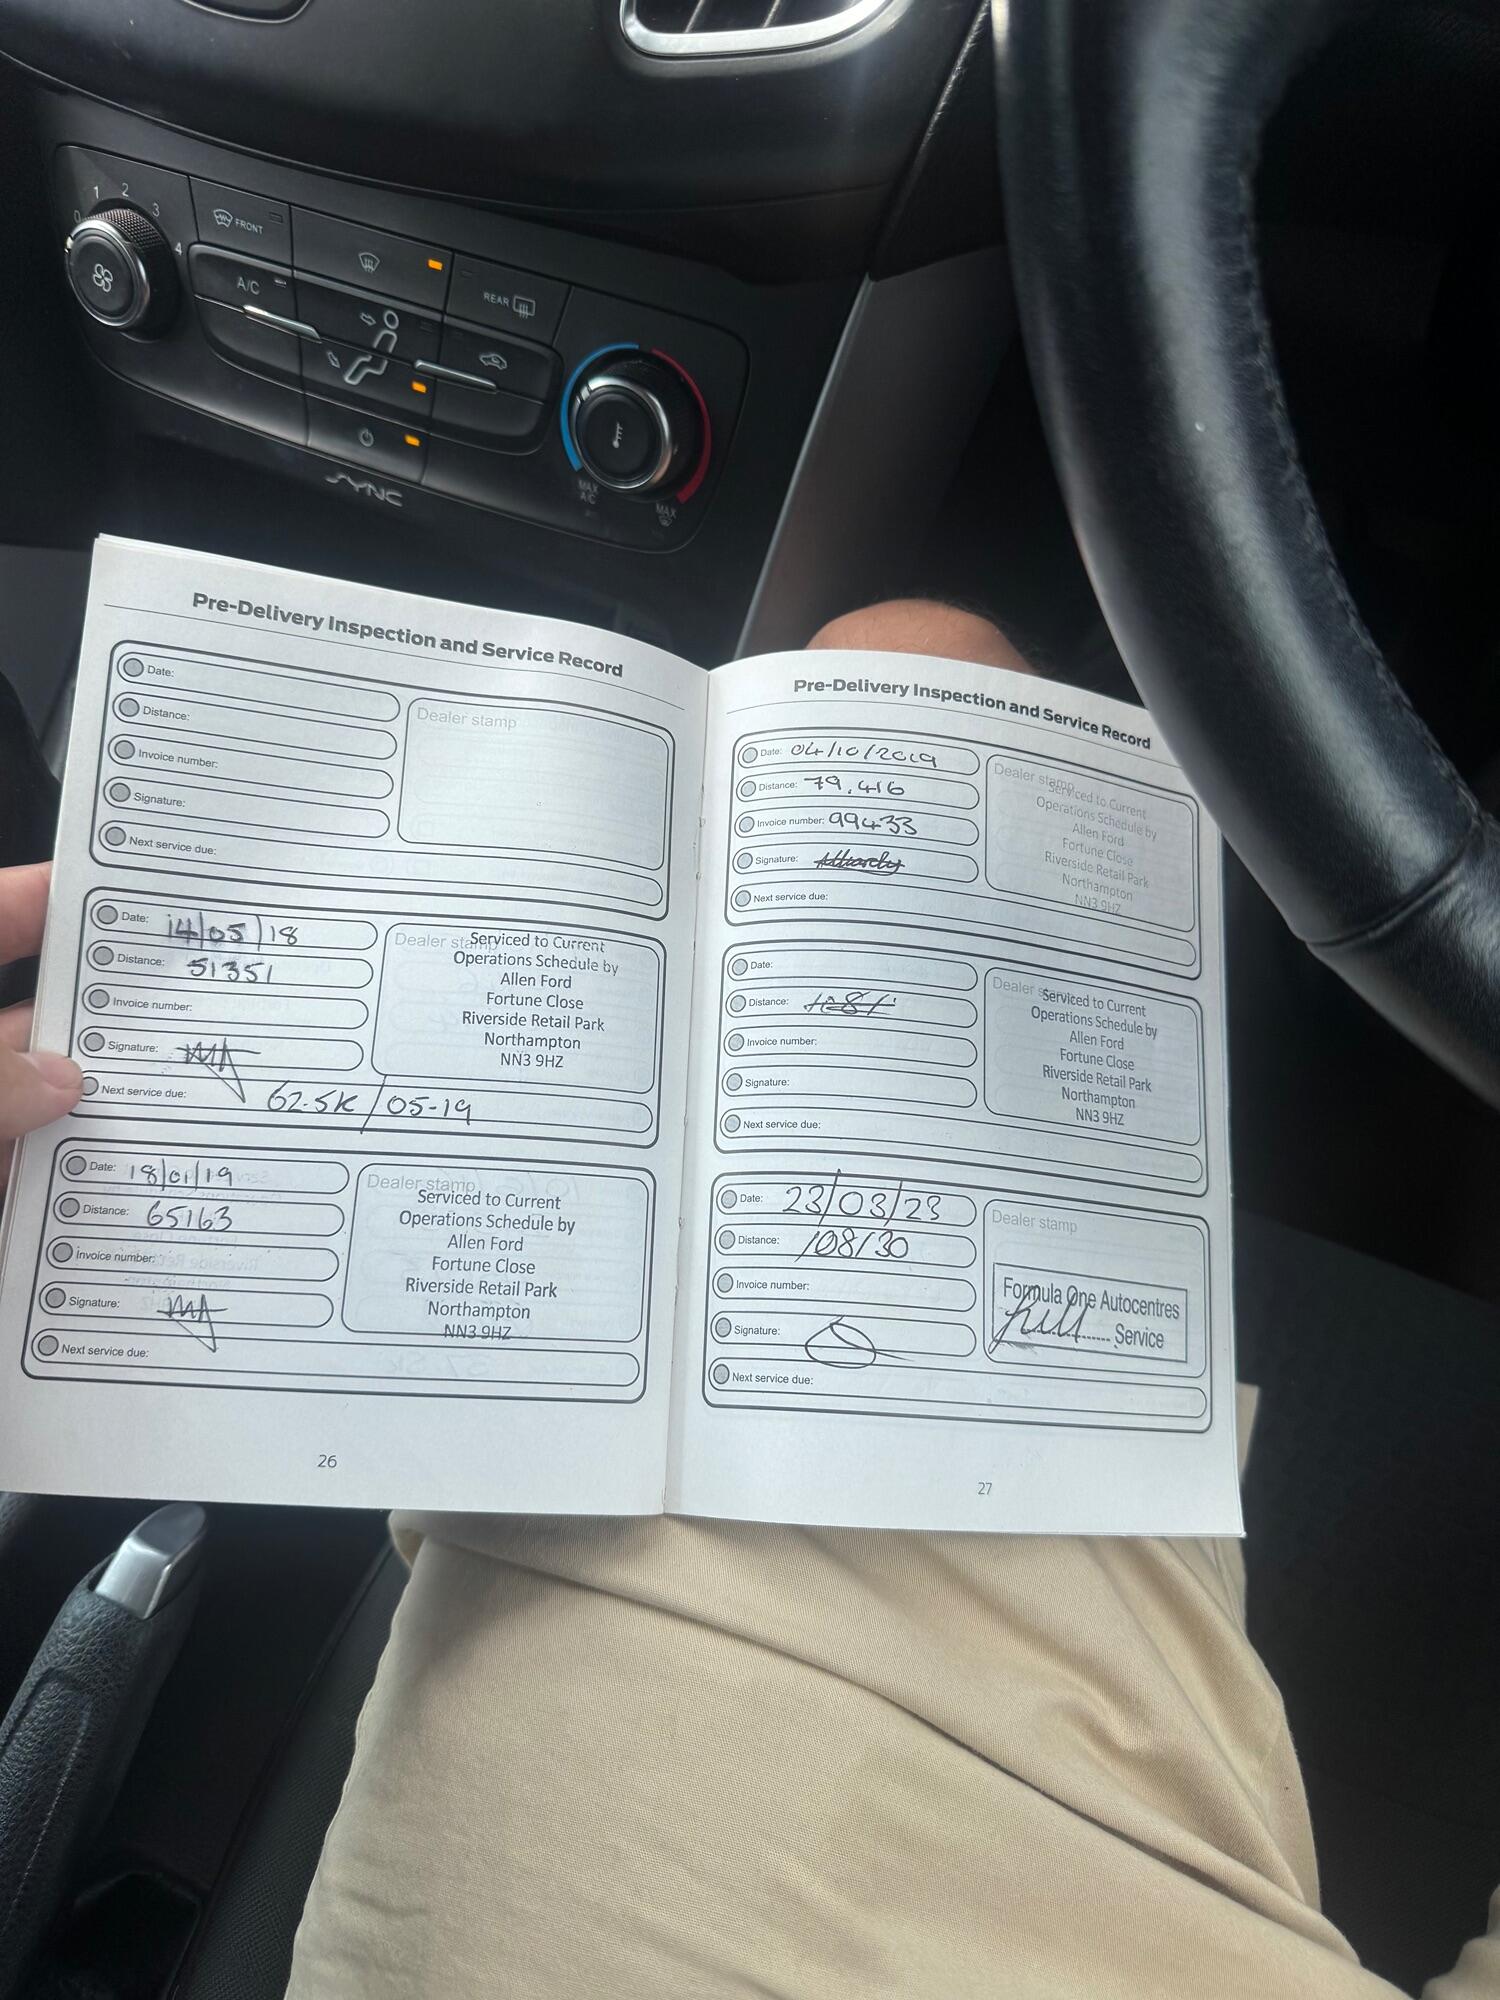 0 1 2 3 4
FRONT
A/C
REAR
MAX
A/C
MAX
SYNC
Pre-Delivery Inspection and Service Record
Date:
Distance:
Invoice number:
Signature:
Next service due:
Dealer stamp
Date: 14/05/18
Distance: 51351
Invoice number:
Signature:
Next service due: 62.5K/05-19
Dealer stamp
Serviced to Current
Operations Schedule by
Allen Ford
Fortune Close
Riverside Retail Park
Northampton
NN3 9HZ
Date: 18/01/19
Distance: 65163
Invoice number:
Signature:
Next service due:
Dealer stamp
Serviced to Current
Operations Schedule by
Allen Ford
Fortune Close
Riverside Retail Park
Northampton
NN3 9HZ
26
Pre-Delivery Inspection and Service Record
Date: 04/10/2019
Distance: 79.416
Invoice number: 99433
Signature:
Next service due:
Dealer stamp
Serviced to Current
Operations Schedule by
Allen Ford
Fortune Close
Riverside Retail Park
Northampton
NN3 9HZ
Date:
Distance:
Invoice number:
Signature:
Next service due:
Dealer
Serviced to Current
Operations Schedule by
Allen Ford
Fortune Close
Riverside Retail Park
Northampton
NN3 9HZ
Date: 23/03/23
Distance: 108130
Invoice number:
Signature:
Next service due:
Dealer stamp
Formula One Autocentres
Service
27